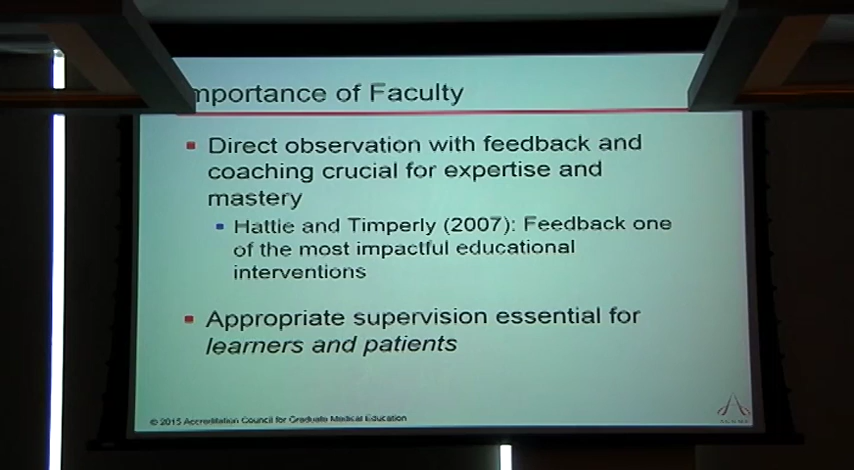 mportance of Faculty
Direct observation with feedback and
coaching crucial for expertise and
mastery
Hattie and Timperly (2007): Feedback one
of the most impactful educational
interventions
Appropriate supervision essential for
learners and patients
© 2015 Accreditation Council for Graduate Medical Education